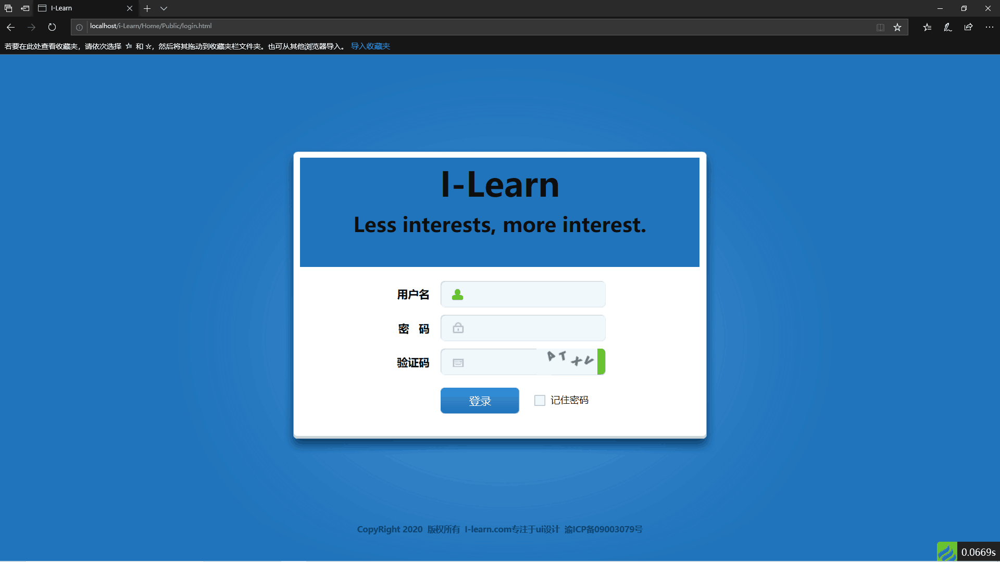 I-Learn
localhost/i-Learn/Home/Public/login.html
若要在此处查看收藏夹，请依次选择 和 ，然后将其拖动到收藏夹栏文件夹。也可从其他浏览器导入。 导入收藏夹
I-Learn
Less interests, more interest.
用户名
密 码
验证码 A T X V
登录 记住密码
CopyRight 2020 版权所有 I-learn.com专注于ui设计 渝ICP备09003079号
0.0669s